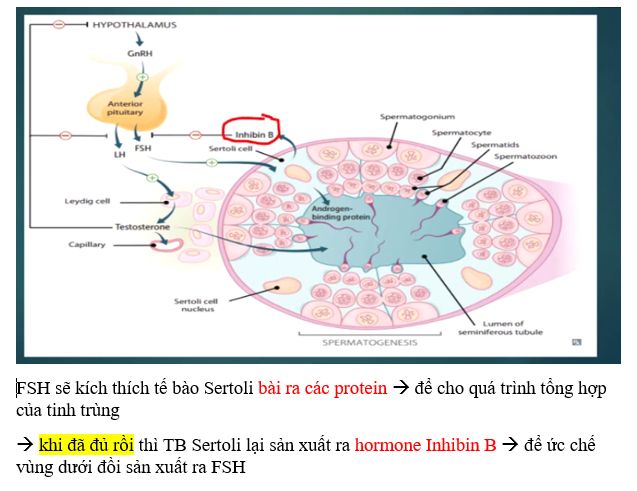 HYPOTHALAMUS
GnRH
Anterior
pituitary
Inhibin B
FSH
LH
Sertoli cell
Spermatogonium
Spermatocyte
Spermatids
Spermatozoon
Leydig cell
Androgen-
binding protein
Testosterone
Capillary
Sertoli cell
nucleus
Lumen of
seminiferous tubule
SPERMATOGENESIS
FSH sẽ kích thích tế bào Sertoli bài ra các protein → để cho quá trình tổng hợp
của tinh trùng
→ khi đã đủ rồi thì TB Sertoli lại sản xuất ra hormone Inhibin B → để ức chế
vùng dưới đồi sản xuất ra FSH